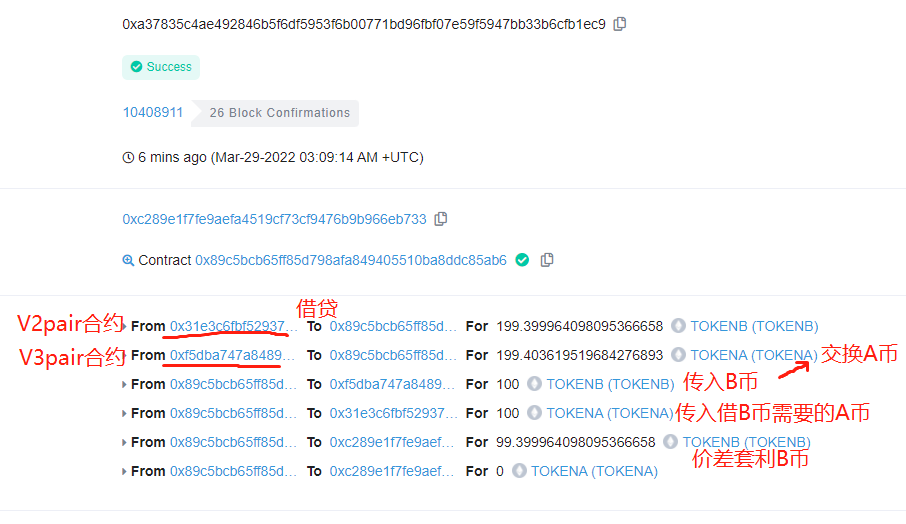 0xa37835c4ae492846b5f6df5953f6b00771bd96fbf07e59f5947bb33b6cfb1ec9
Success
10408911 26 Block Confirmations
6 mins ago (Mar-29-2022 03:09:14 AM +UTC)
0xc289e1f7fe9aefa4519cf73cf9476b9b966eb733
Contract 0x89c5bcb65ff85d798afa849405510ba8ddc85ab6
借贷
V2pair合约 From 0x31e3c6fbf52937... To 0x89c5bcb65ff85d... For 199.399964098095366658 TOKENB (TOKENB)
V3pair合约 From 0xf5dba747a8489... To 0x89c5bcb65ff85d... For 199.403619519684276893 TOKENA (TOKENA) 交换A币
From 0x89c5bcb65ff85d... To 0xf5dba747a8489... For 100 TOKENB (TOKENB) 传入B币
From 0x89c5bcb65ff85d... To 0x31e3c6fbf52937... For 100 TOKENA (TOKENA) 传入借B币需要的A币
From 0x89c5bcb65ff85d... To 0xc289e1f7fe9aef... For 99.399964098095366658 TOKENB (TOKENB)
价差套利B币
From 0x89c5bcb65ff85d... To 0xc289e1f7fe9aef... For 0 TOKENA (TOKENA)